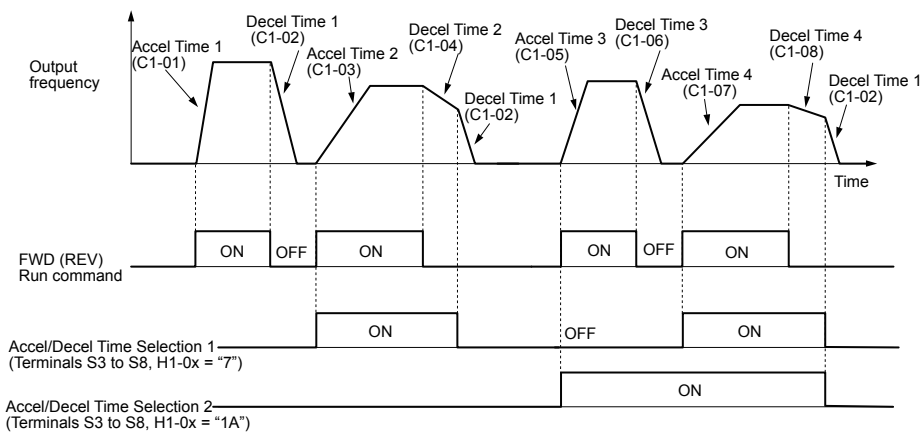 Output
frequency
Accel Time 1
(C1-01)
Decel Time 1
(C1-02)
Accel Time 2
(C1-03)
Decel Time 2
(C1-04)
Decel Time 1
(C1-02)
Accel Time 3
(C1-05)
Decel Time 3
(C1-06)
Accel Time 4
(C1-07)
Decel Time 4
(C1-08)
Decel Time 1
(C1-02)
Time
FWD (REV)
Run command
ON
OFF
ON
ON
OFF
ON
Accel/Decel Time Selection 1
(Terminals S3 to S8, H1-0x = “7”)
ON
OFF
ON
Accel/Decel Time Selection 2
(Terminals S3 to S8, H1-0x = “1A”)
ON